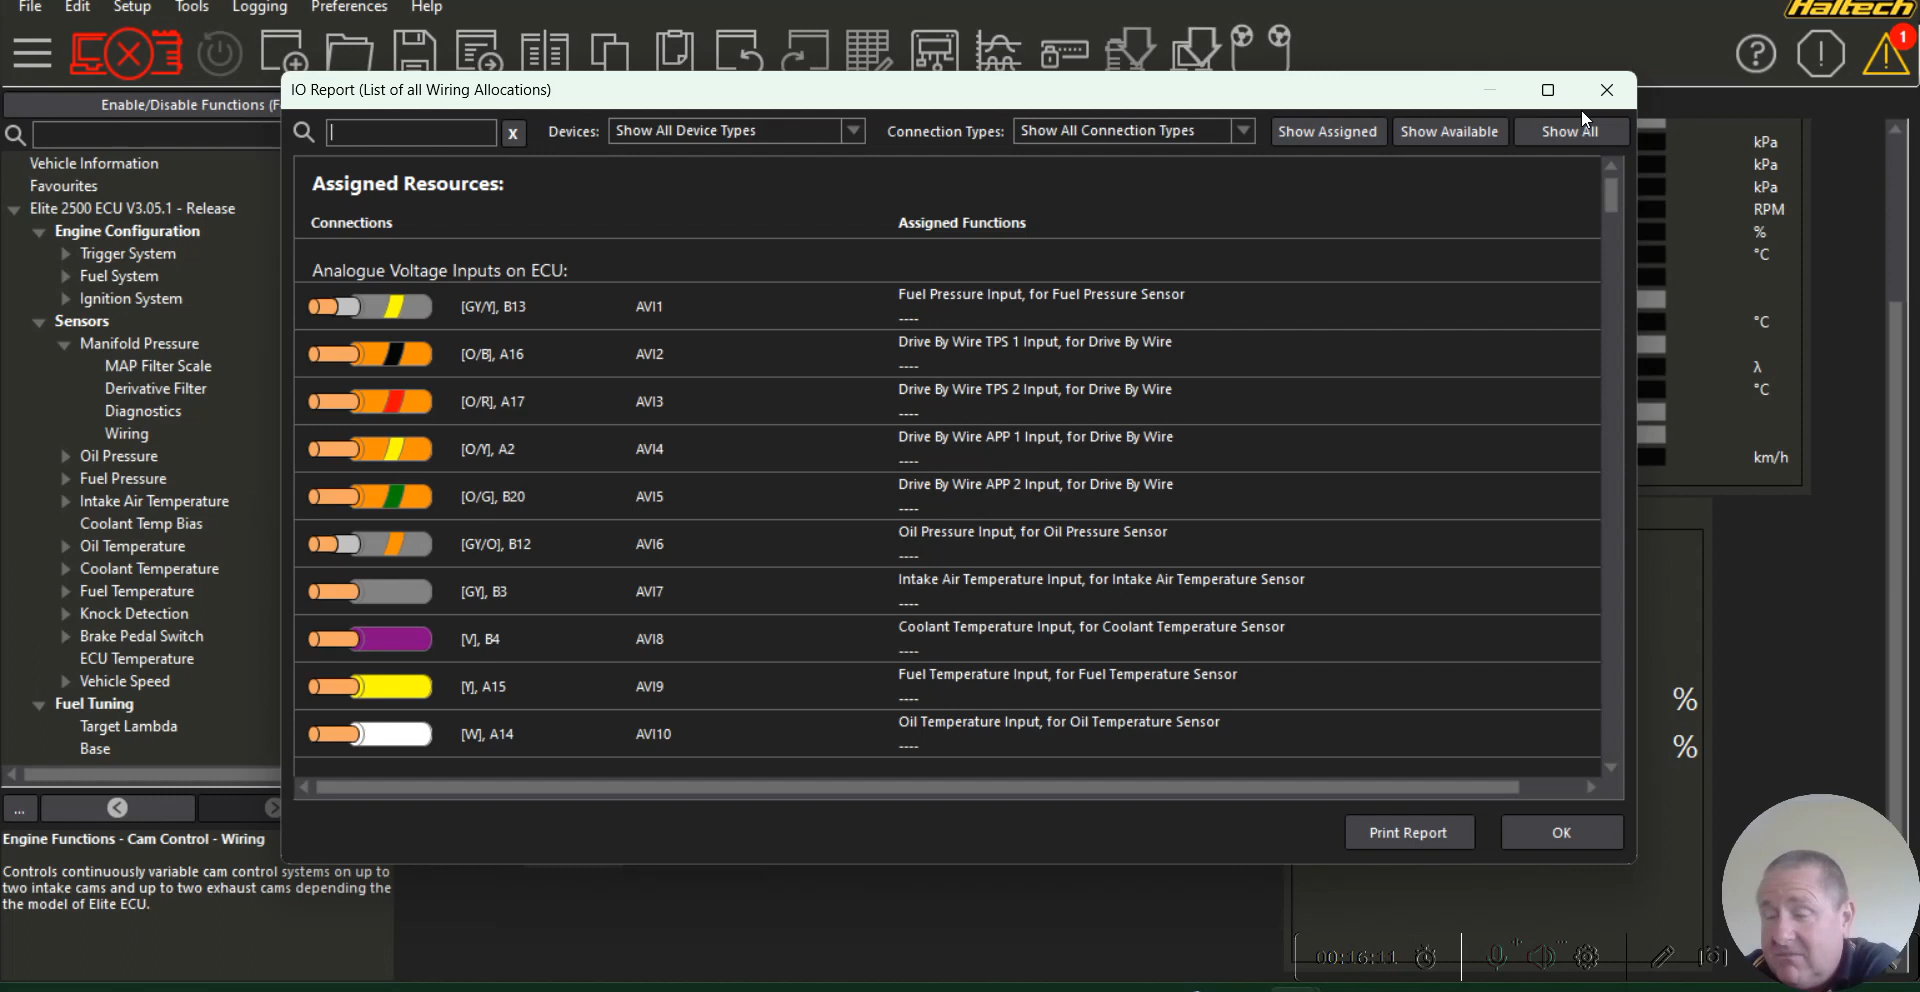 File Edit Setup Tools Logging Preferences Help
Haltech
1
IO Report (List of all Wiring Allocations)
Enable/Disable Functions (F
x Devices: Show All Device Types Connection Types: Show All Connection Types Show Assigned Show Available Show All
Vehicle Information
Favourites
Elite 2500 ECU V3.05.1 - Release
Engine Configuration
Trigger System
Fuel System
Ignition System
Sensors
Manifold Pressure
MAP Filter Scale
Derivative Filter
Diagnostics
Wiring
Oil Pressure
Fuel Pressure
Intake Air Temperature
Coolant Temp Bias
Oil Temperature
Coolant Temperature
Fuel Temperature
Knock Detection
Brake Pedal Switch
ECU Temperature
Vehicle Speed
Fuel Tuning
Target Lambda
Base
...
Engine Functions - Cam Control - Wiring
Controls continuously variable cam control systems on up to
two intake cams and up to two exhaust cams depending the
the model of Elite ECU.
Assigned Resources:
Connections Assigned Functions
Analogue Voltage Inputs on ECU:
[GY/Y], B13 AVI1 Fuel Pressure Input, for Fuel Pressure Sensor
----
[O/B], A16 AVI2 Drive By Wire TPS 1 Input, for Drive By Wire
----
[O/R], A17 AVI3 Drive By Wire TPS 2 Input, for Drive By Wire
----
[O/Y], A2 AVI4 Drive By Wire APP 1 Input, for Drive By Wire
----
[O/G], B20 AVI5 Drive By Wire APP 2 Input, for Drive By Wire
----
[GY/O], B12 AVI6 Oil Pressure Input, for Oil Pressure Sensor
----
[GY], B3 AVI7 Intake Air Temperature Input, for Intake Air Temperature Sensor
----
[V], B4 AVI8 Coolant Temperature Input, for Coolant Temperature Sensor
----
[Y], A15 AVI9 Fuel Temperature Input, for Fuel Temperature Sensor
----
[W], A14 AVI10 Oil Temperature Input, for Oil Temperature Sensor
----
Print Report OK
kPa
kPa
kPa
RPM
%
°C
°C
λ
°C
km/h
%
%
00:16:11